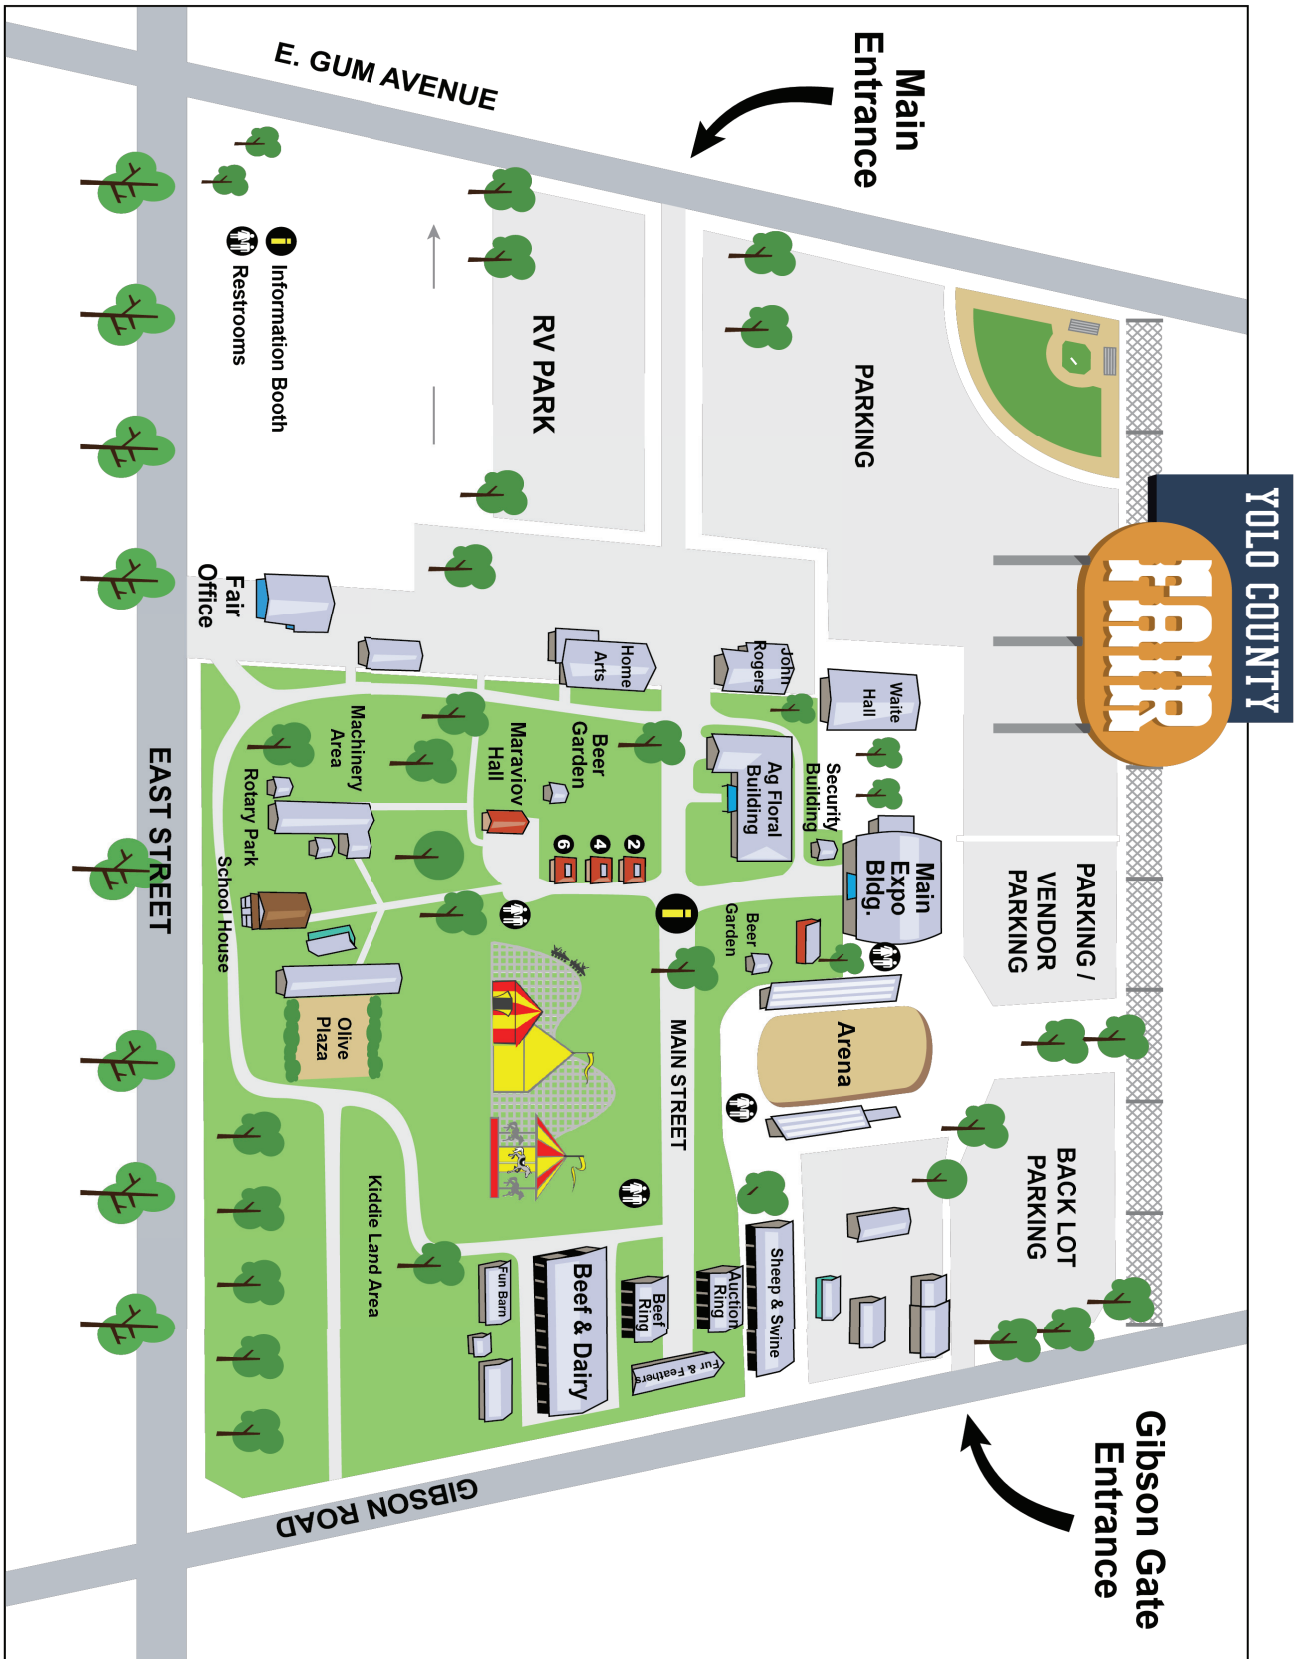 YOLO COUNTY
FAIR
Main
Entrance
E. GUM AVENUE
Gibson Gate
Entrance
GIBSON ROAD
EAST STREET
MAIN STREET
PARKING
RV PARK
PARKING /
VENDOR
PARKING
BACK LOT
PARKING
i Information Booth
Restrooms
Fair
Office
Home
Arts
John
Rogers
Waite
Hall
Security
Building
Ag Floral
Building
Main
Expo
Bldg.
Beer
Garden
Maraviov
Hall
Machinery
Area
Rotary Park
School House
2
4
6
i
Beer
Garden
Arena
Olive
Plaza
Kiddie Land Area
Sheep & Swine
Auction
Ring
Beef
Ring
Fur & Feathers
Beef & Dairy
Fun Barn